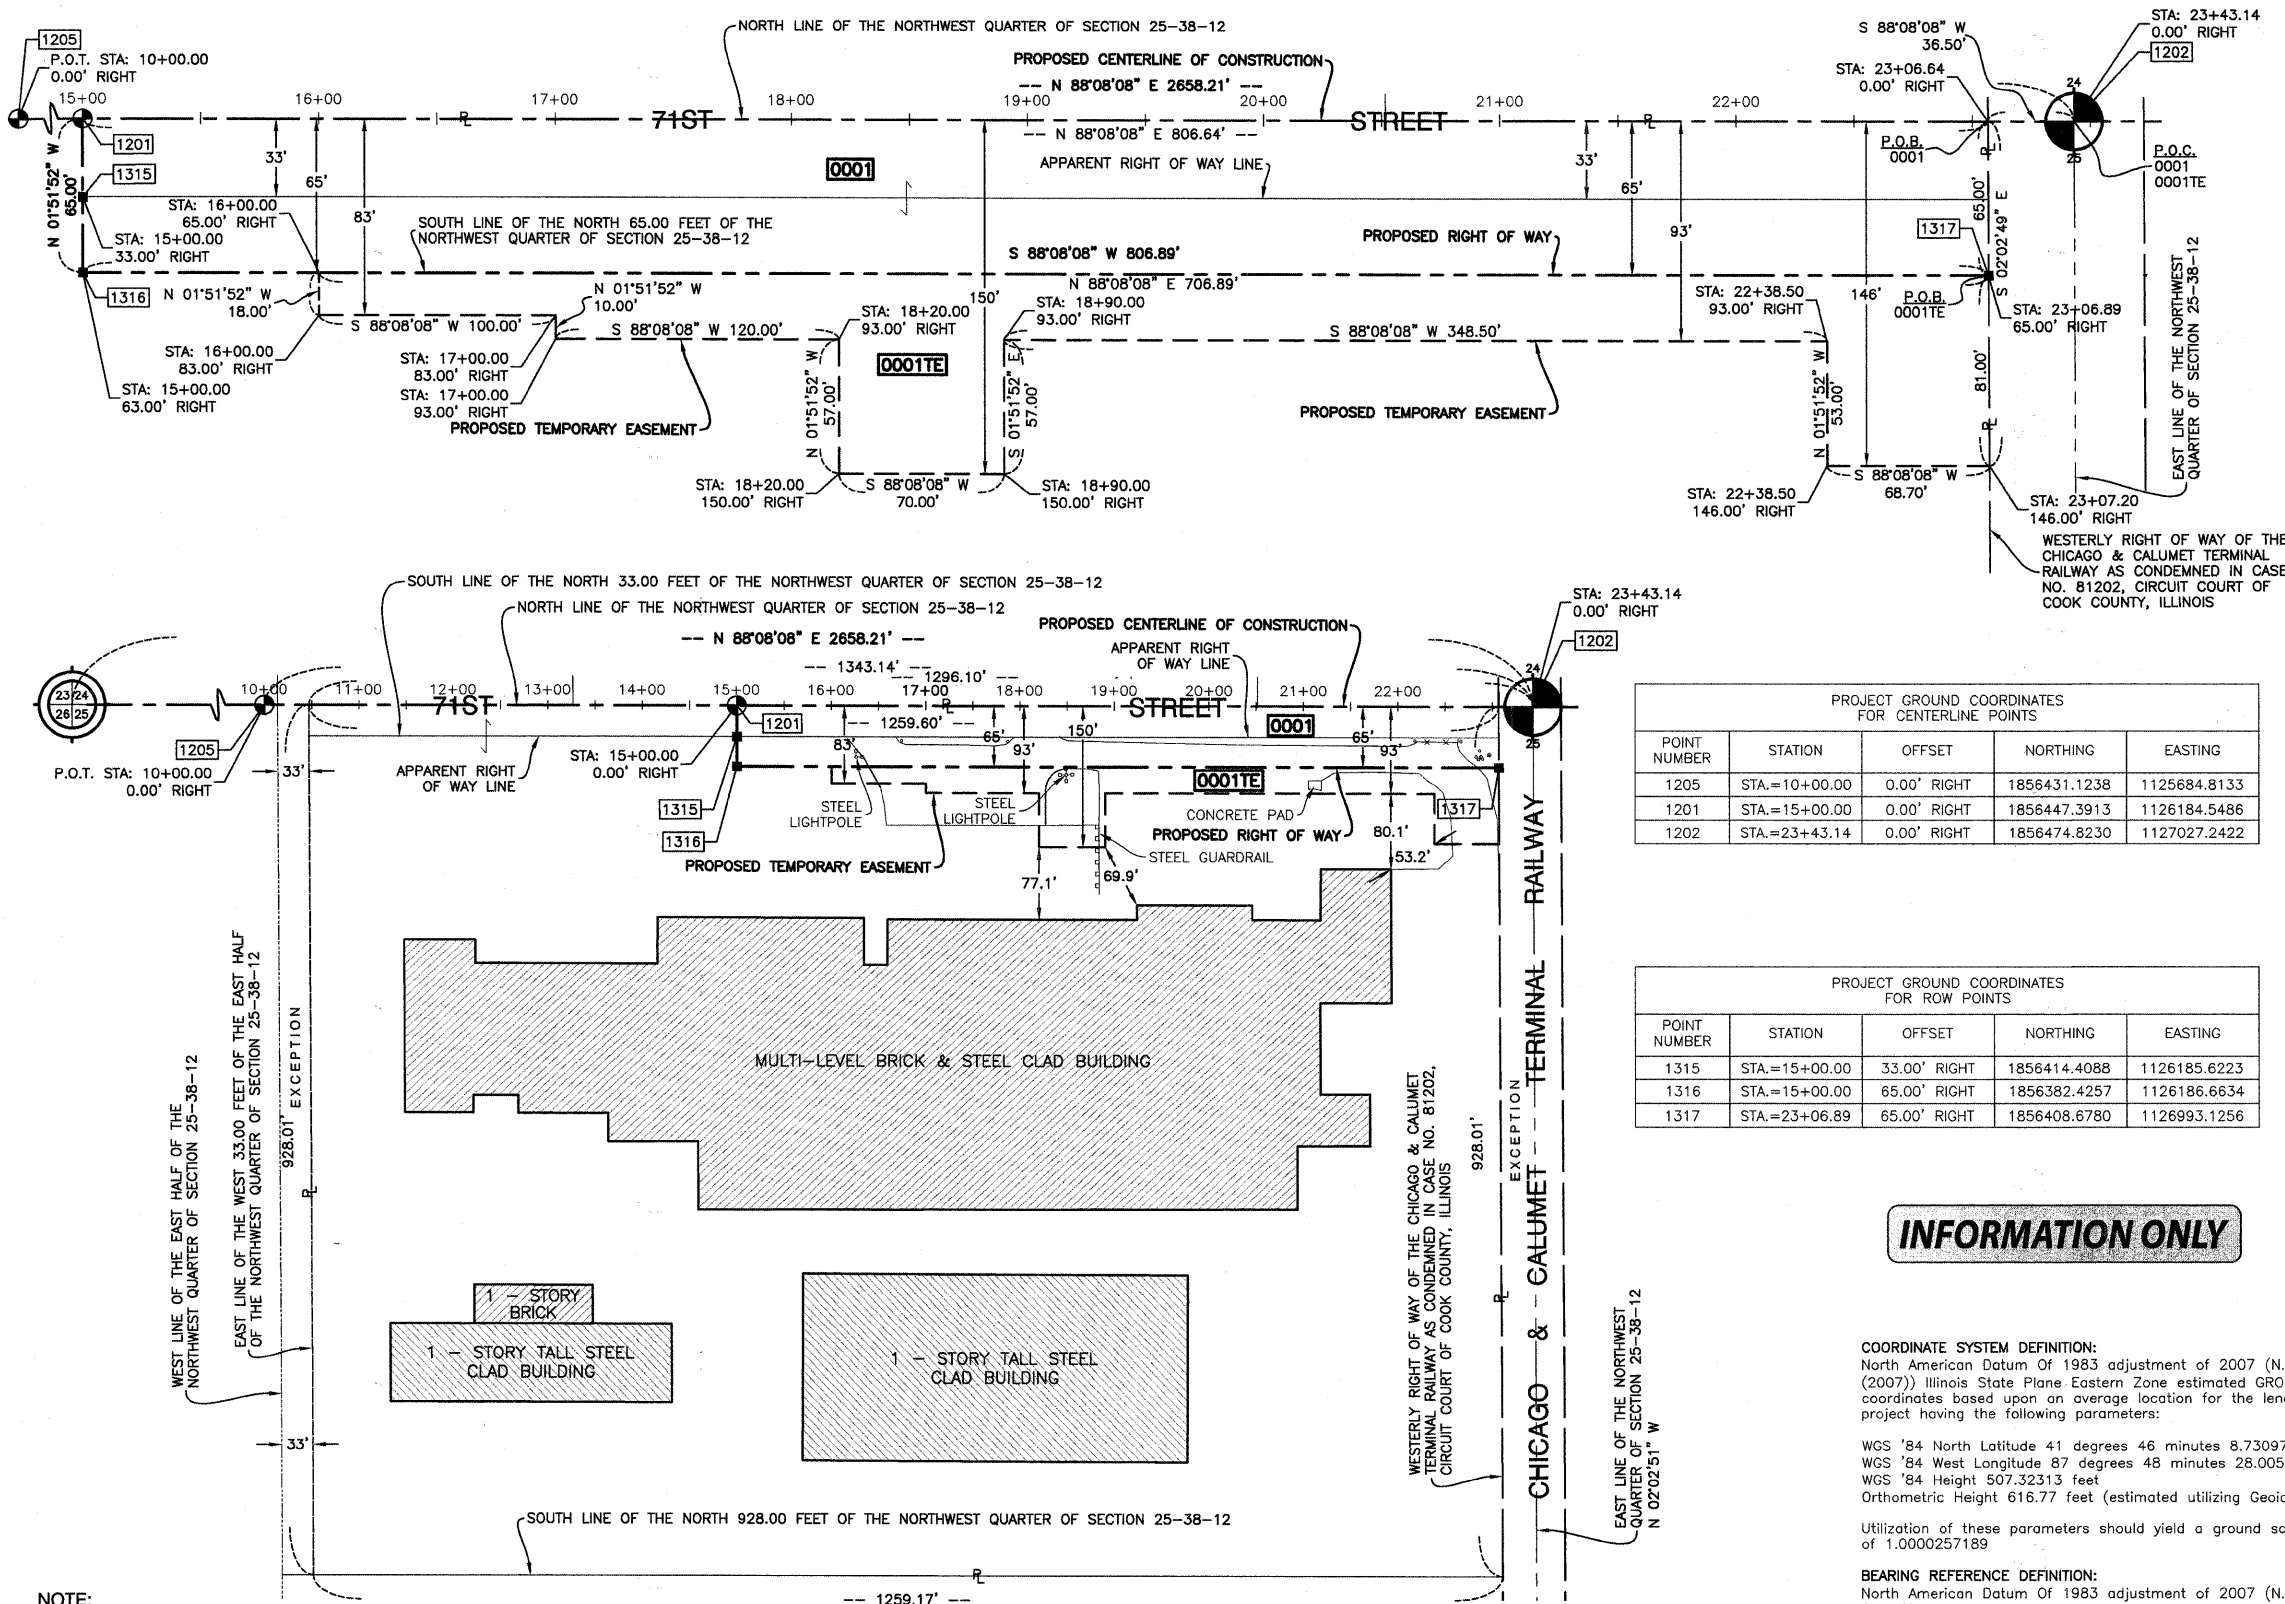 NORTH LINE OF THE NORTHWEST QUARTER OF SECTION 25-38-12
PROPOSED CENTERLINE OF CONSTRUCTION
-- N 88°08'08" E 2658.21' --
S 88°08'08" W
36.50'
STA: 23+43.14
0.00' RIGHT
1202
STA: 23+06.64
0.00' RIGHT
1205
P.O.T. STA: 10+00.00
0.00' RIGHT
15+00
16+00
17+00
18+00
19+00
20+00
21+00
22+00
71ST
STREET
24
25
-- N 88°08'08" E 806.64' --
1201
1315
33'
65'
83'
0001
APPARENT RIGHT OF WAY LINE
33'
65'
93'
P.O.B.
0001
P.O.C.
0001
0001TE
N 01°51'52" W
65.00'
STA: 16+00.00
65.00' RIGHT
STA: 15+00.00
33.00' RIGHT
SOUTH LINE OF THE NORTH 65.00 FEET OF THE
NORTHWEST QUARTER OF SECTION 25-38-12
PROPOSED RIGHT OF WAY
1317
65.00'
S 02°02'49" E
S 88°08'08" W 806.89'
N 88°08'08" E 706.89'
1316
N 01°51'52" W
18.00'
N 01°51'52" W
10.00'
150'
STA: 18+90.00
93.00' RIGHT
STA: 22+38.50
93.00' RIGHT
146'
P.O.B.
0001TE
STA: 23+06.89
65.00' RIGHT
S 88°08'08" W 100.00'
S 88°08'08" W 120.00'
STA: 18+20.00
93.00' RIGHT
S 88°08'08" W 348.50'
STA: 16+00.00
83.00' RIGHT
STA: 17+00.00
83.00' RIGHT
STA: 17+00.00
93.00' RIGHT
0001TE
STA: 15+00.00
63.00' RIGHT
PROPOSED TEMPORARY EASEMENT
N 01°51'52" W
57.00'
S 01°51'52" E
57.00'
PROPOSED TEMPORARY EASEMENT
N 01°51'52" W
53.00'
81.00'
EAST LINE OF THE NORTHWEST
QUARTER OF SECTION 25-38-12
STA: 18+20.00
150.00' RIGHT
S 88°08'08" W
70.00'
STA: 18+90.00
150.00' RIGHT
STA: 22+38.50
146.00' RIGHT
S 88°08'08" W
68.70'
STA: 23+07.20
146.00' RIGHT
WESTERLY RIGHT OF WAY OF THE
CHICAGO & CALUMET TERMINAL
RAILWAY AS CONDEMNED IN CASE
NO. 81202, CIRCUIT COURT OF
COOK COUNTY, ILLINOIS
SOUTH LINE OF THE NORTH 33.00 FEET OF THE NORTHWEST QUARTER OF SECTION 25-38-12
NORTH LINE OF THE NORTHWEST QUARTER OF SECTION 25-38-12
-- N 88°08'08" E 2658.21' --
PROPOSED CENTERLINE OF CONSTRUCTION
APPARENT RIGHT
OF WAY LINE
STA: 23+43.14
0.00' RIGHT
1202
-- 1343.14' --
-- 1296.10' --
23 24
26 25
10+00
11+00
12+00
13+00
14+00
15+00
16+00
17+00
18+00
19+00
20+00
21+00
22+00
24
25
71ST
STREET
1205
P.O.T. STA: 10+00.00
0.00' RIGHT
33'
APPARENT RIGHT
OF WAY LINE
STA: 15+00.00
0.00' RIGHT
1201
-- 1259.60' --
83'
65'
93'
150'
0001
65'
93'
0001TE
1315
1316
STEEL
LIGHTPOLE
STEEL
LIGHTPOLE
CONCRETE PAD
1317
PROPOSED RIGHT OF WAY
80.1'
STEEL GUARDRAIL
PROPOSED TEMPORARY EASEMENT
77.1'
69.9'
53.2'
MULTI-LEVEL BRICK & STEEL CLAD BUILDING
WEST LINE OF THE EAST HALF OF THE
NORTHWEST QUARTER OF SECTION 25-38-12
EAST LINE OF THE WEST 33.00 FEET OF THE EAST HALF
OF THE NORTHWEST QUARTER OF SECTION 25-38-12
928.01'
EXCEPTION
1 - STORY
BRICK
1 - STORY TALL STEEL
CLAD BUILDING
1 - STORY TALL STEEL
CLAD BUILDING
33'
WESTERLY RIGHT OF WAY OF THE CHICAGO & CALUMET
TERMINAL RAILWAY AS CONDEMNED IN CASE NO. 81202,
CIRCUIT COURT OF COOK COUNTY, ILLINOIS
928.01'
EXCEPTION
CHICAGO & CALUMET TERMINAL RAILWAY
EAST LINE OF THE NORTHWEST
QUARTER OF SECTION 25-38-12
N 02°02'51" W
SOUTH LINE OF THE NORTH 928.00 FEET OF THE NORTHWEST QUARTER OF SECTION 25-38-12
-- 1259.17' --
NOTE:
PROJECT GROUND COORDINATES
FOR CENTERLINE POINTS
POINT NUMBER STATION OFFSET NORTHING EASTING
1205 STA.=10+00.00 0.00' RIGHT 1856431.1238 1125684.8133
1201 STA.=15+00.00 0.00' RIGHT 1856447.3913 1126184.5486
1202 STA.=23+43.14 0.00' RIGHT 1856474.8230 1127027.2422
PROJECT GROUND COORDINATES
FOR ROW POINTS
POINT NUMBER STATION OFFSET NORTHING EASTING
1315 STA.=15+00.00 33.00' RIGHT 1856414.4088 1126185.6223
1316 STA.=15+00.00 65.00' RIGHT 1856382.4257 1126186.6634
1317 STA.=23+06.89 65.00' RIGHT 1856408.6780 1126993.1256
INFORMATION ONLY
COORDINATE SYSTEM DEFINITION:
North American Datum Of 1983 adjustment of 2007 (N.
(2007)) Illinois State Plane Eastern Zone estimated GRO
coordinates based upon an average location for the len
project having the following parameters:
WGS '84 North Latitude 41 degrees 46 minutes 8.73097
WGS '84 West Longitude 87 degrees 48 minutes 28.005
WGS '84 Height 507.32313 feet
Orthometric Height 616.77 feet (estimated utilizing Geoid
Utilization of these parameters should yield a ground sc
of 1.0000257189
BEARING REFERENCE DEFINITION:
North American Datum Of 1983 adjustment of 2007 (N.